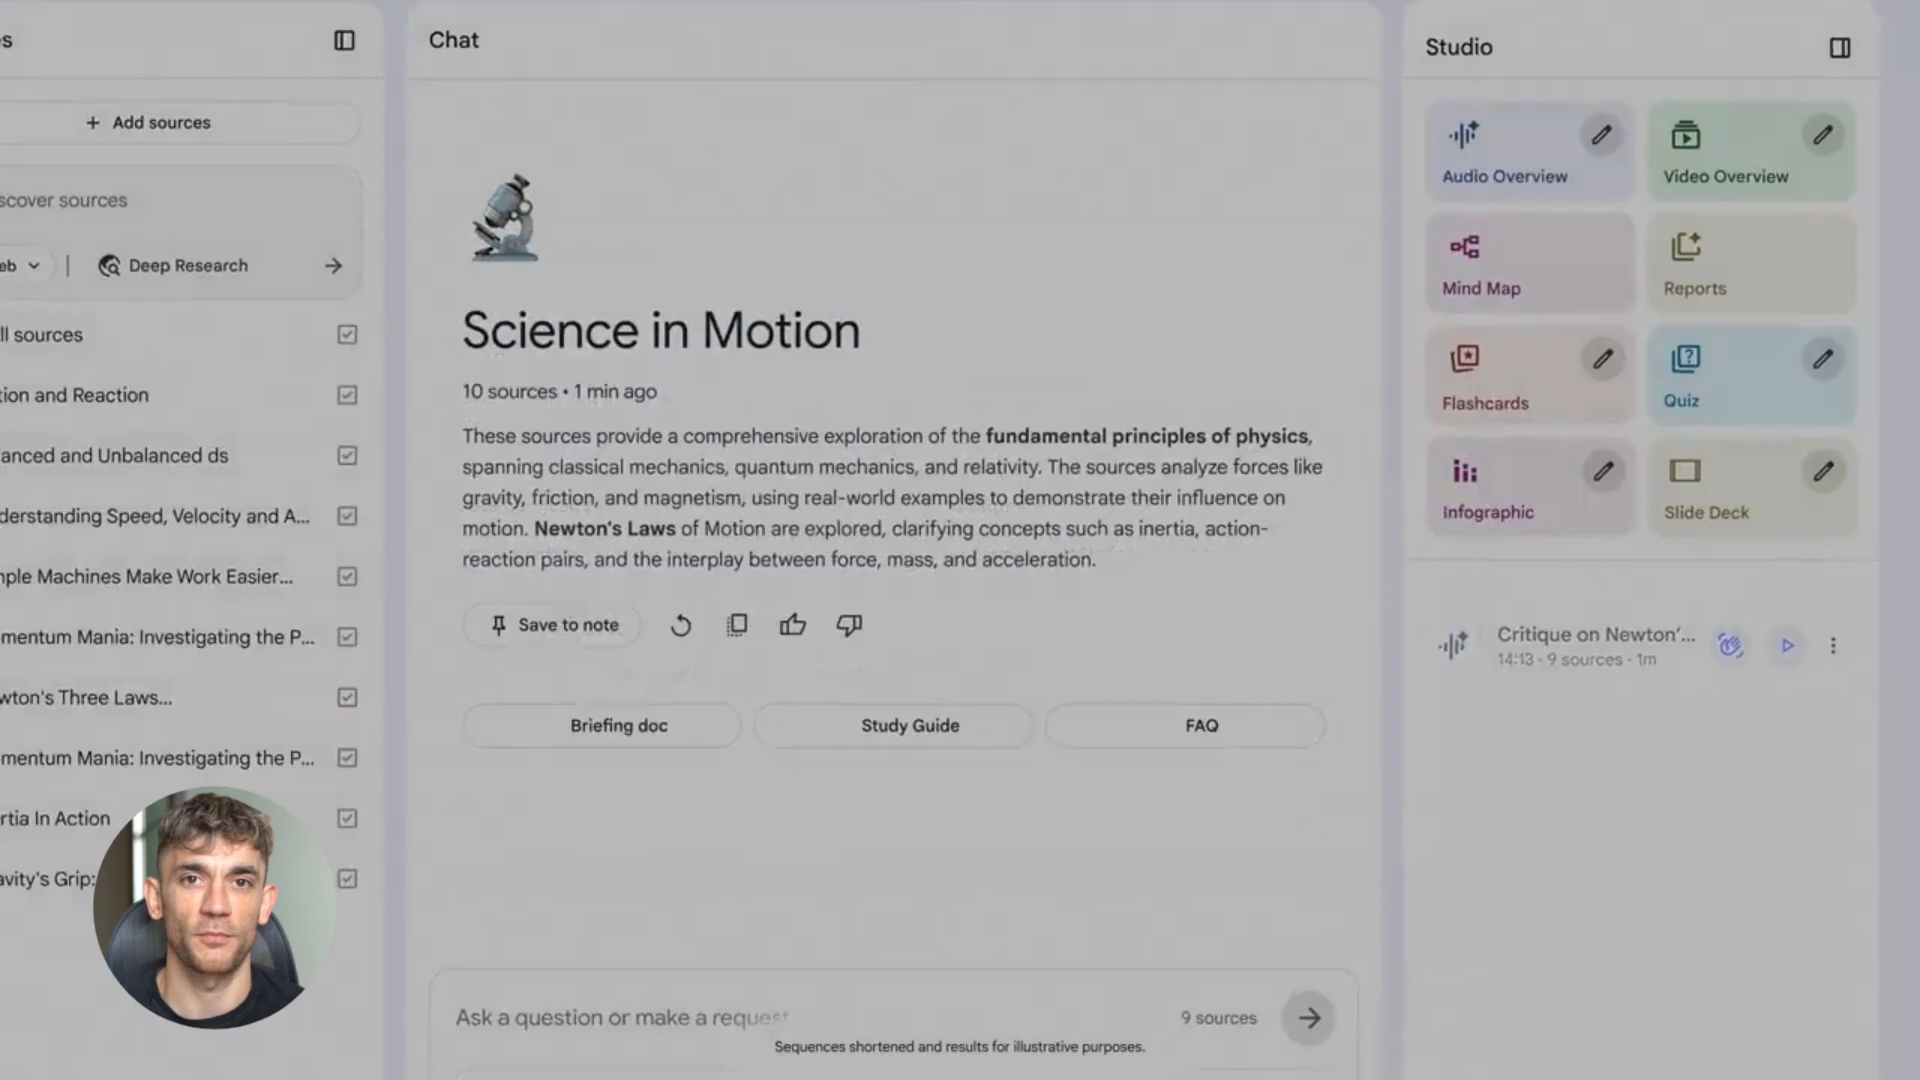 s
Add sources
scover sources
eb
Deep Research
ll sources
tion and Reaction
anced and Unbalanced ds
derstanding Speed, Velocity and A...
nple Machines Make Work Easier...
mentum Mania: Investigating the P...
wton's Three Laws...
mentum Mania: Investigating the P...
rtia In Action
avity's Grip:
Chat
Science in Motion
10 sources • 1 min ago
These sources provide a comprehensive exploration of the fundamental principles of physics,
spanning classical mechanics, quantum mechanics, and relativity. The sources analyze forces like
gravity, friction, and magnetism, using real-world examples to demonstrate their influence on
motion. Newton's Laws of Motion are explored, clarifying concepts such as inertia, action-
reaction pairs, and the interplay between force, mass, and acceleration.
Save to note
Briefing doc
Study Guide
FAQ
Ask a question or make a request
9 sources
Sequences shortened and results for illustrative purposes.
Studio
Audio Overview
Video Overview
Mind Map
Reports
Flashcards
Quiz
Infographic
Slide Deck
Critique on Newton'...
14:13 · 9 sources · 1m